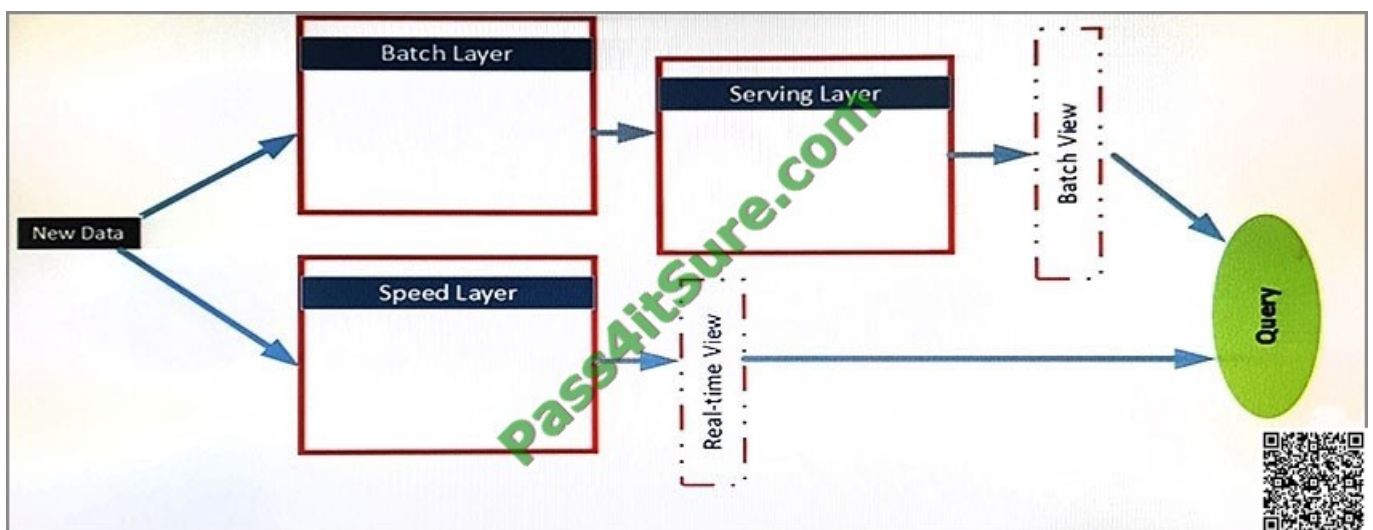 Batch Layer
Serving Layer
Batch View
New Data
Speed Layer
Real-time View
Query
Pass4itSure.com